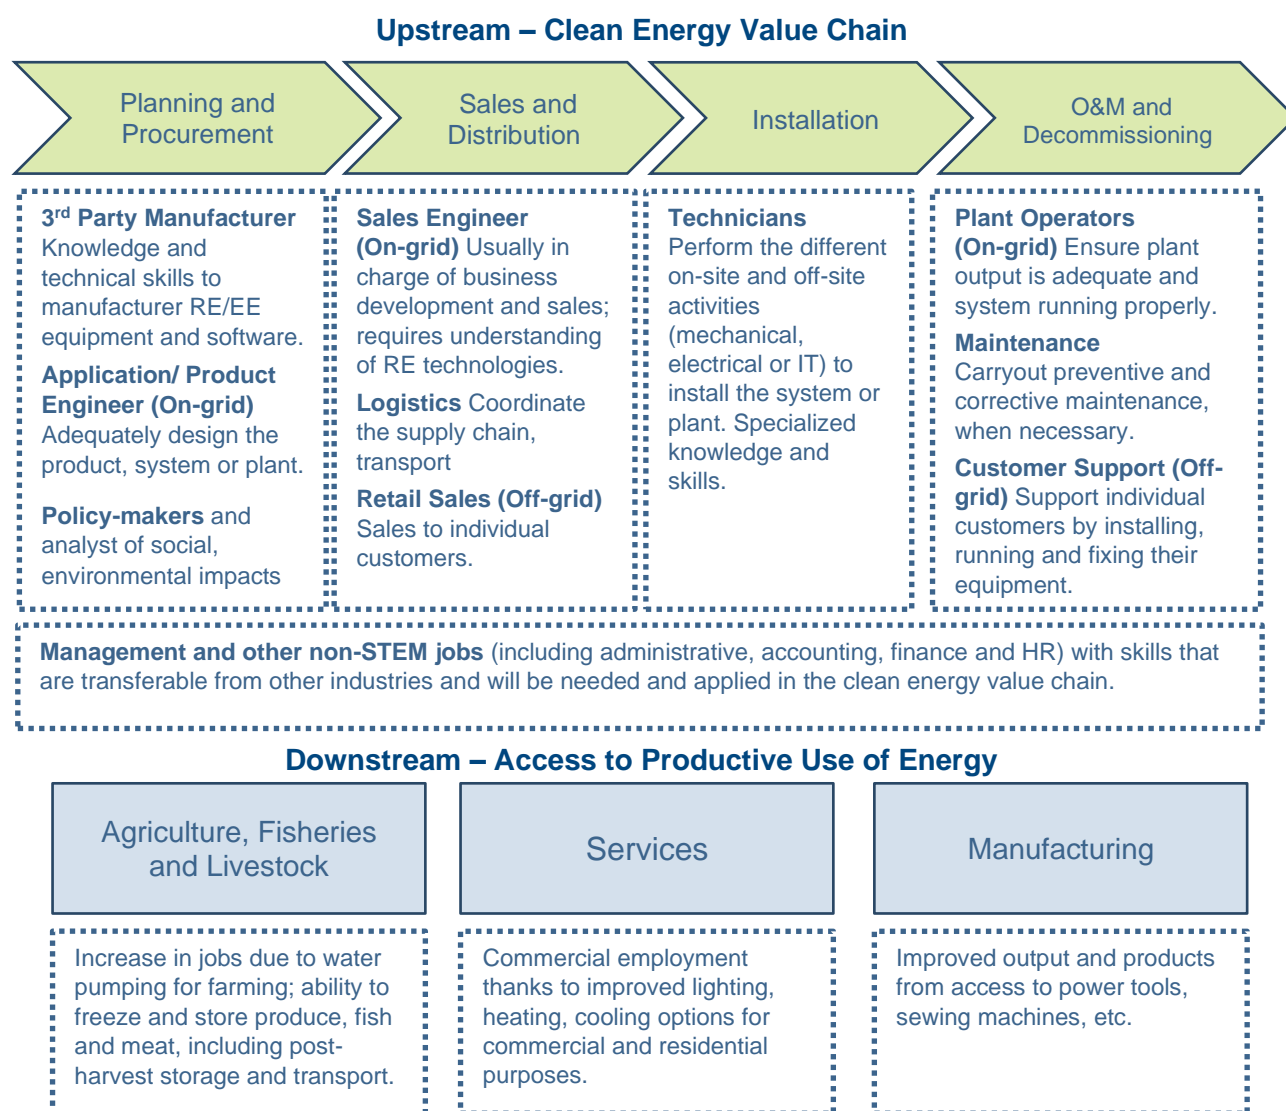 Upstream – Clean Energy Value Chain
Planning and
Procurement
Sales and
Distribution
Installation
O&M and
Decommissioning
3rd Party Manufacturer
Knowledge and
technical skills to
manufacturer RE/EE
equipment and software.
Application/ Product
Engineer (On-grid)
Adequately design the
product, system or plant.
Policy-makers and
analyst of social,
environmental impacts
Sales Engineer
(On-grid) Usually in
charge of business
development and sales;
requires understanding
of RE technologies.
Logistics Coordinate
the supply chain,
transport
Retail Sales (Off-grid)
Sales to individual
customers.
Technicians
Perform the different
on-site and off-site
activities
(mechanical,
electrical or IT) to
install the system or
plant. Specialized
knowledge and
skills.
Plant Operators
(On-grid) Ensure plant
output is adequate and
system running properly.
Maintenance
Carryout preventive and
corrective maintenance,
when necessary.
Customer Support (Off-
grid) Support individual
customers by installing,
running and fixing their
equipment.
Management and other non-STEM jobs (including administrative, accounting, finance and HR) with skills that
are transferable from other industries and will be needed and applied in the clean energy value chain.
Downstream – Access to Productive Use of Energy
Agriculture, Fisheries
and Livestock
Services
Manufacturing
Increase in jobs due to water
pumping for farming; ability to
freeze and store produce, fish
and meat, including post-
harvest storage and transport.
Commercial employment
thanks to improved lighting,
heating, cooling options for
commercial and residential
purposes.
Improved output and products
from access to power tools,
sewing machines, etc.